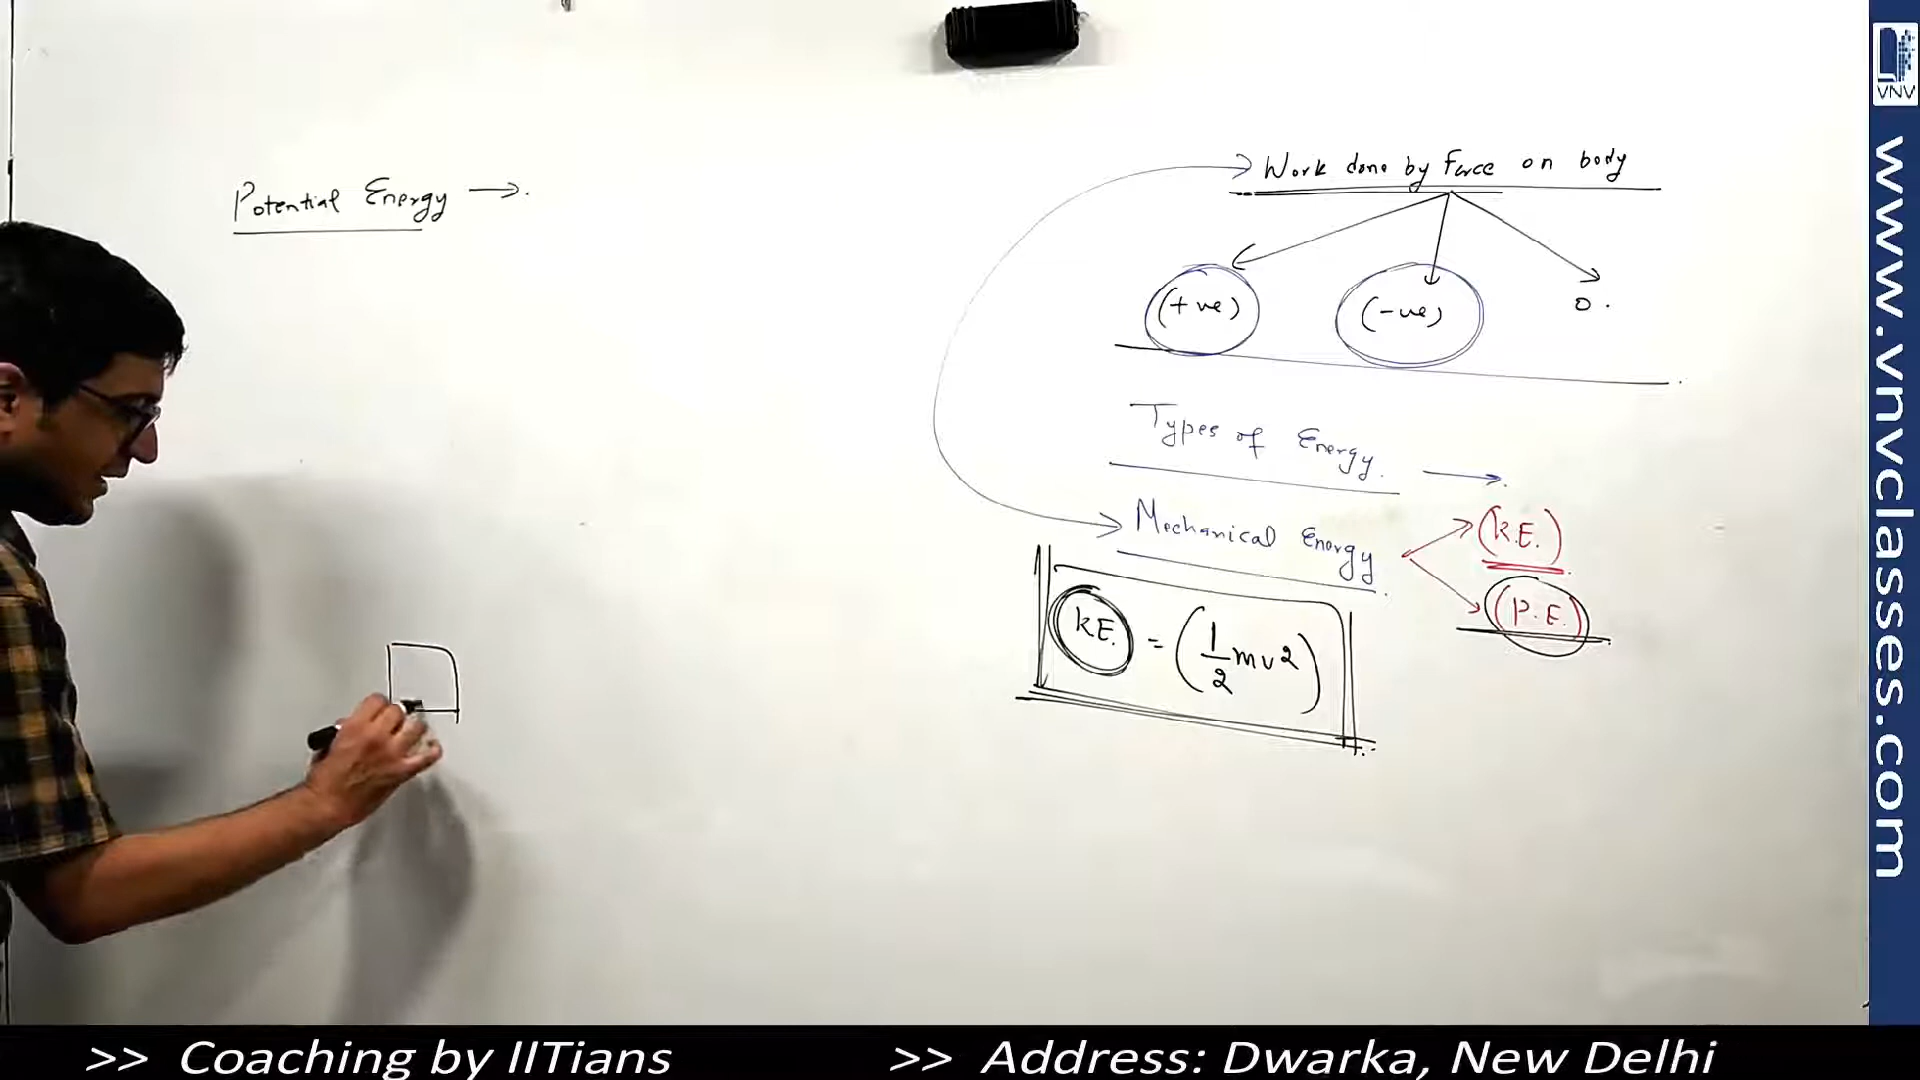 Potential Energy →.
Work done by Force on body
(+ve) (-ve) 0.
Types of Energy. →.
Mechanical Energy
(K.E.)
(P.E.)
K.E. = (1/2 mv²)
VNV
www.vnvclasses.com
>> Coaching by IITians >> Address: Dwarka, New Delhi